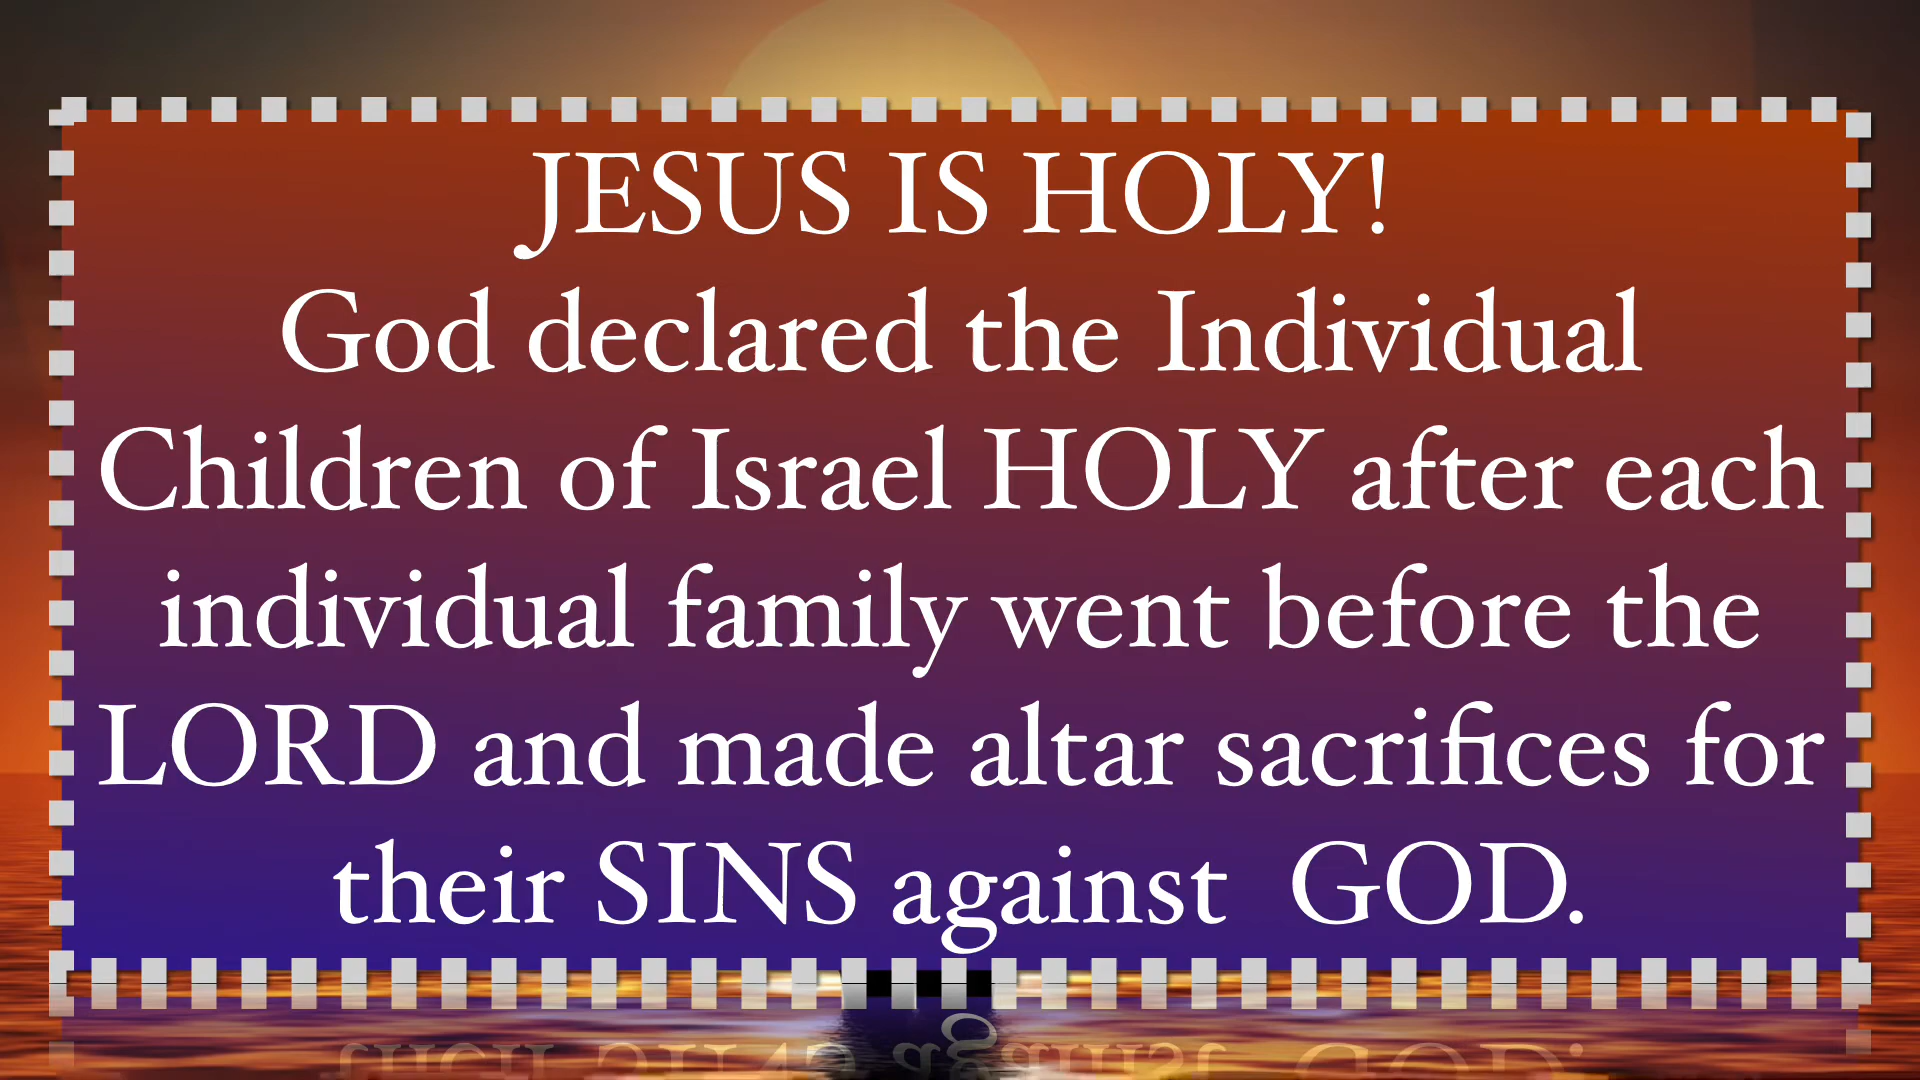 JESUS IS HOLY!
God declared the Individual
Children of Israel HOLY after each
individual family went before the
LORD and made altar sacrifices for
their SINS against  GOD.